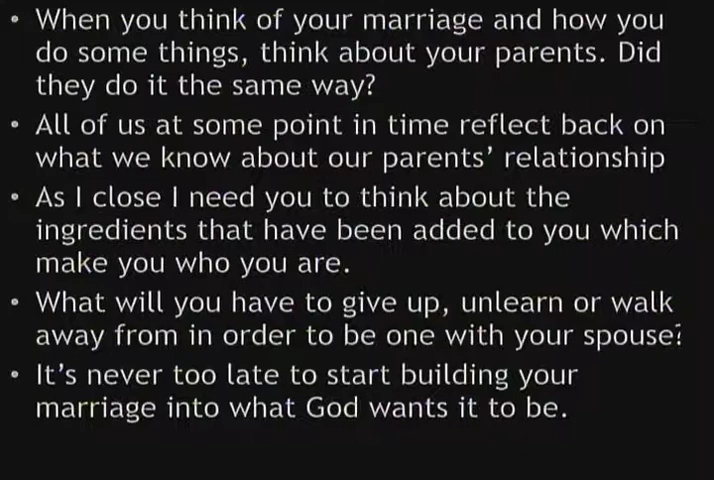 • When you think of your marriage and how you
do some things, think about your parents. Did
they do it the same way?
• All of us at some point in time reflect back on
what we know about our parents’ relationship
• As I close I need you to think about the
ingredients that have been added to you which
make you who you are.
• What will you have to give up, unlearn or walk
away from in order to be one with your spouse?
• It’s never too late to start building your
marriage into what God wants it to be.